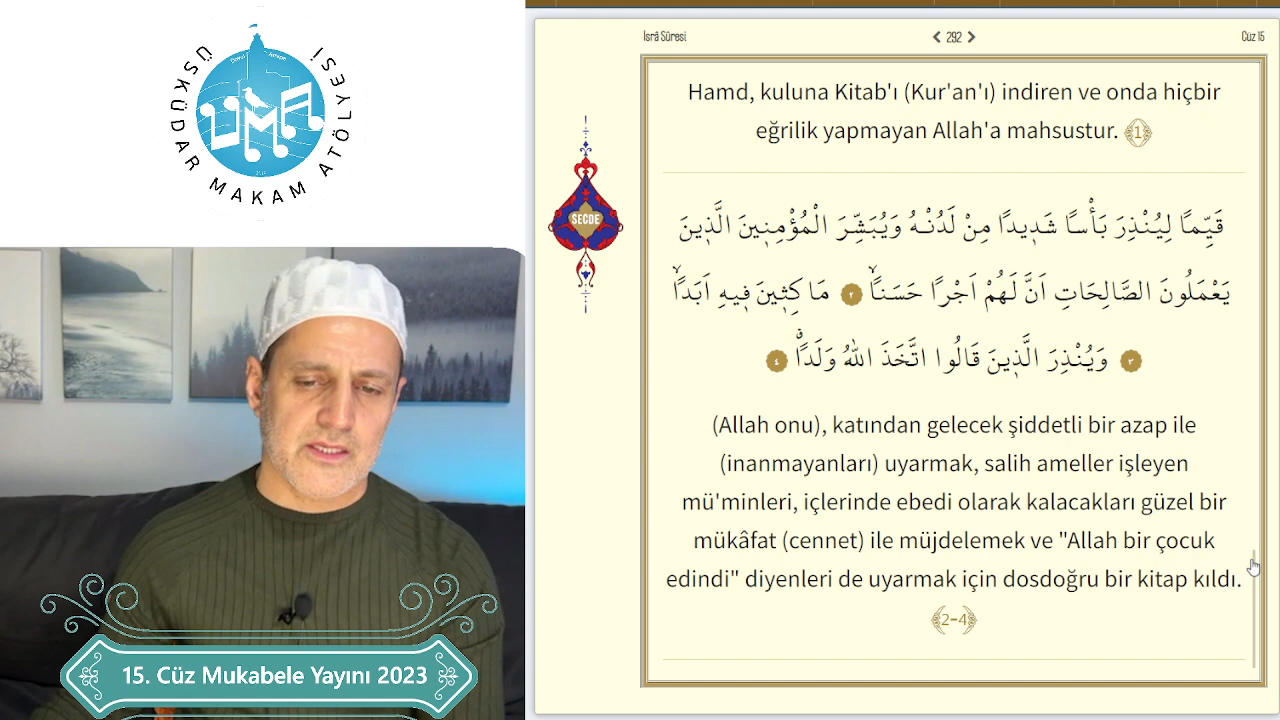 ÜSKÜDAR MAKAM ATÖLYESİ
15. Cüz Mukabele Yayını 2023
İsrâ Sûresi
292
Cüz 15
Hamd, kuluna Kitab'ı (Kur'an'ı) indiren ve onda hiçbir
eğrilik yapmayan Allah'a mahsustur. ﴾1﴿
SECDE
قَيِّمًا لِيُنْذِرَ بَأْسًا شَد۪يدًا مِنْ لَدُنْهُ وَيُبَشِّرَ الْمُؤْمِن۪ينَ الَّذ۪ينَ
يَعْمَلُونَ الصَّالِحَاتِ اَنَّ لَهُمْ اَجْرًا حَسَنًاۙ ٢ مَاكِث۪ينَ ف۪يهِ اَبَدًاۙ
٣ وَيُنْذِرَ الَّذ۪ينَ قَالُوا اتَّخَذَ اللّٰهُ وَلَدًاۗ ٤
(Allah onu), katından gelecek şiddetli bir azap ile
(inanmayanları) uyarmak, salih ameller işleyen
mü'minleri, içlerinde ebedi olarak kalacakları güzel bir
mükâfat (cennet) ile müjdelemek ve "Allah bir çocuk
edindi" diyenleri de uyarmak için dosdoğru bir kitap kıldı.
﴾2-4﴿